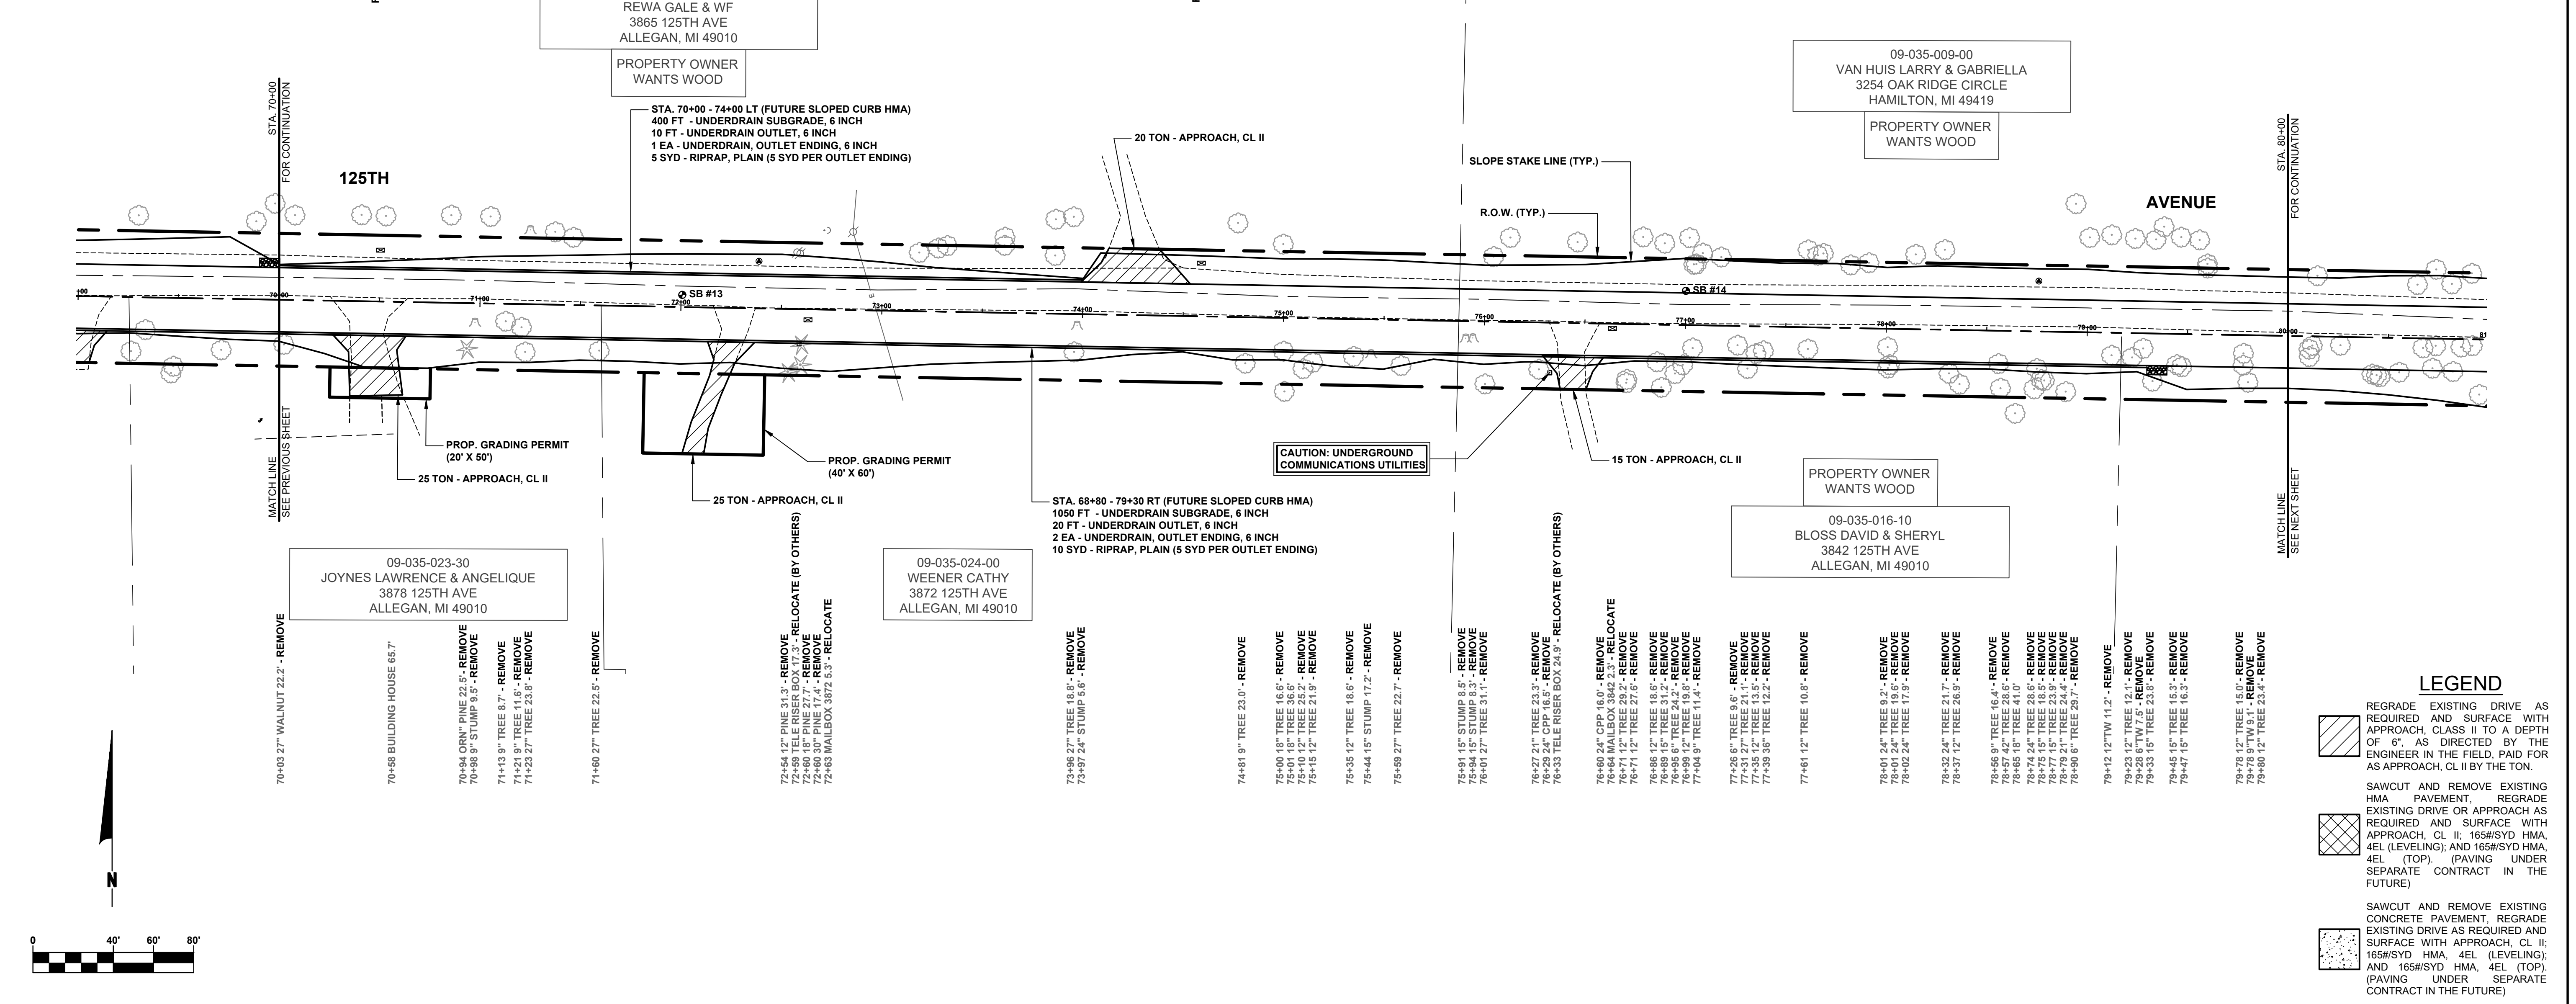 REWA GALE & WF
3865 125TH AVE
ALLEGAN, MI 49010
PROPERTY OWNER
WANTS WOOD
STA. 70+00
FOR CONTINUATION
125TH
STA. 70+00 - 74+00 LT (FUTURE SLOPED CURB HMA)
400 FT - UNDERDRAIN SUBGRADE, 6 INCH
10 FT - UNDERDRAIN OUTLET, 6 INCH
1 EA - UNDERDRAIN, OUTLET ENDING, 6 INCH
5 SYD - RIPRAP, PLAIN (5 SYD PER OUTLET ENDING)
20 TON - APPROACH, CL II
SLOPE STAKE LINE (TYP.)
R.O.W. (TYP.)
09-035-009-00
VAN HUIS LARRY & GABRIELLA
3254 OAK RIDGE CIRCLE
HAMILTON, MI 49419
PROPERTY OWNER
WANTS WOOD
AVENUE
STA. 80+00
FOR CONTINUATION
+00
70+00
71+00
72+00
SB #13
73+00
74+00
75+00
76+00
77+00
SB #14
78+00
79+00
80+00
81
MATCH LINE
SEE PREVIOUS SHEET
PROP. GRADING PERMIT
(20' X 50')
25 TON - APPROACH, CL II
PROP. GRADING PERMIT
(40' X 60')
25 TON - APPROACH, CL II
STA. 68+80 - 79+30 RT (FUTURE SLOPED CURB HMA)
1050 FT - UNDERDRAIN SUBGRADE, 6 INCH
20 FT - UNDERDRAIN OUTLET, 6 INCH
2 EA - UNDERDRAIN, OUTLET ENDING, 6 INCH
10 SYD - RIPRAP, PLAIN (5 SYD PER OUTLET ENDING)
CAUTION: UNDERGROUND
COMMUNICATIONS UTILITIES
15 TON - APPROACH, CL II
PROPERTY OWNER
WANTS WOOD
09-035-016-10
BLOSS DAVID & SHERYL
3842 125TH AVE
ALLEGAN, MI 49010
MATCH LINE
SEE NEXT SHEET
09-035-023-30
JOYNES LAWRENCE & ANGELIQUE
3878 125TH AVE
ALLEGAN, MI 49010
09-035-024-00
WEENER CATHY
3872 125TH AVE
ALLEGAN, MI 49010
70+03 27" WALNUT 22.2' - REMOVE
70+58 BUILDING HOUSE 65.7'
70+94 ORN" PINE 22.5' - REMOVE
70+98 9" STUMP 9.5' - REMOVE
71+13 9" TREE 8.7' - REMOVE
71+21 9" TREE 11.6' - REMOVE
71+23 27" TREE 23.8' - REMOVE
71+60 27" TREE 22.5' - REMOVE
72+54 12" PINE 31.3' - REMOVE
72+59 TELE RISER BOX 17.3' - RELOCATE (BY OTHERS)
72+60 18" PINE 27.7' - REMOVE
72+60 30" PINE 17.4' - REMOVE
72+63 MAILBOX 3872 5.3' - RELOCATE
73+96 27" TREE 18.8' - REMOVE
73+97 24" STUMP 5.6' - REMOVE
74+81 9" TREE 23.0' - REMOVE
75+00 18" TREE 16.6' - REMOVE
75+01 18" TREE 36.6'
75+10 12" TREE 25.2' - REMOVE
75+15 12" TREE 21.9' - REMOVE
75+35 12" TREE 18.6' - REMOVE
75+44 15" STUMP 17.2' - REMOVE
75+59 27" TREE 22.7' - REMOVE
75+91 15" STUMP 8.5' - REMOVE
75+94 15" STUMP 8.3' - REMOVE
76+01 27" TREE 31.1' - REMOVE
76+27 21" TREE 23.3' - REMOVE
76+29 24" CPP 16.5' - REMOVE
76+33 TELE RISER BOX 24.9' - RELOCATE (BY OTHERS)
76+60 24" CPP 16.0' - REMOVE
76+64 MAILBOX 3842 2.3' - RELOCATE
76+71 12" TREE 29.2' - REMOVE
76+71 12" TREE 27.6' - REMOVE
76+86 12" TREE 18.6' - REMOVE
76+89 15" TREE 31.2' - REMOVE
76+95 6" TREE 24.2' - REMOVE
76+99 12" TREE 19.8' - REMOVE
77+04 9" TREE 11.4' - REMOVE
77+26 6" TREE 9.6' - REMOVE
77+31 27" TREE 21.1' - REMOVE
77+35 12" TREE 13.5' - REMOVE
77+39 36" TREE 12.2' - REMOVE
77+61 12" TREE 10.8' - REMOVE
78+01 24" TREE 9.2' - REMOVE
78+01 24" TREE 19.6' - REMOVE
78+02 24" TREE 17.9' - REMOVE
78+32 24" TREE 21.7' - REMOVE
78+37 12" TREE 26.9' - REMOVE
78+56 9" TREE 16.4' - REMOVE
78+57 42" TREE 28.6' - REMOVE
78+65 18" TREE 41.0'
78+74 24" TREE 28.6' - REMOVE
78+75 15" TREE 18.5' - REMOVE
78+77 15" TREE 23.9' - REMOVE
78+79 21" TREE 24.4' - REMOVE
78+90 6" TREE 29.7' - REMOVE
79+12 12"TW 11.2' - REMOVE
79+23 12" TREE 12.1' - REMOVE
79+28 6"TW 7.5' - REMOVE
79+33 15" TREE 23.8' - REMOVE
79+45 15" TREE 15.3' - REMOVE
79+47 15" TREE 16.3' - REMOVE
79+78 12" TREE 15.0' - REMOVE
79+78 9"TW 9.1' - REMOVE
79+80 12" TREE 23.4' - REMOVE
N
0 40' 60' 80'
LEGEND
REGRADE EXISTING DRIVE AS
REQUIRED AND SURFACE WITH
APPROACH, CLASS II TO A DEPTH
OF 6", AS DIRECTED BY THE
ENGINEER IN THE FIELD, PAID FOR
AS APPROACH, CL II BY THE TON.
SAWCUT AND REMOVE EXISTING
HMA PAVEMENT, REGRADE
EXISTING DRIVE OR APPROACH AS
REQUIRED AND SURFACE WITH
APPROACH, CL II; 165#/SYD HMA,
4EL (LEVELING); AND 165#/SYD HMA,
4EL (TOP). (PAVING UNDER
SEPARATE CONTRACT IN THE
FUTURE)
SAWCUT AND REMOVE EXISTING
CONCRETE PAVEMENT, REGRADE
EXISTING DRIVE AS REQUIRED AND
SURFACE WITH APPROACH, CL II;
165#/SYD HMA, 4EL (LEVELING);
AND 165#/SYD HMA, 4EL (TOP).
(PAVING UNDER SEPARATE
CONTRACT IN THE FUTURE)